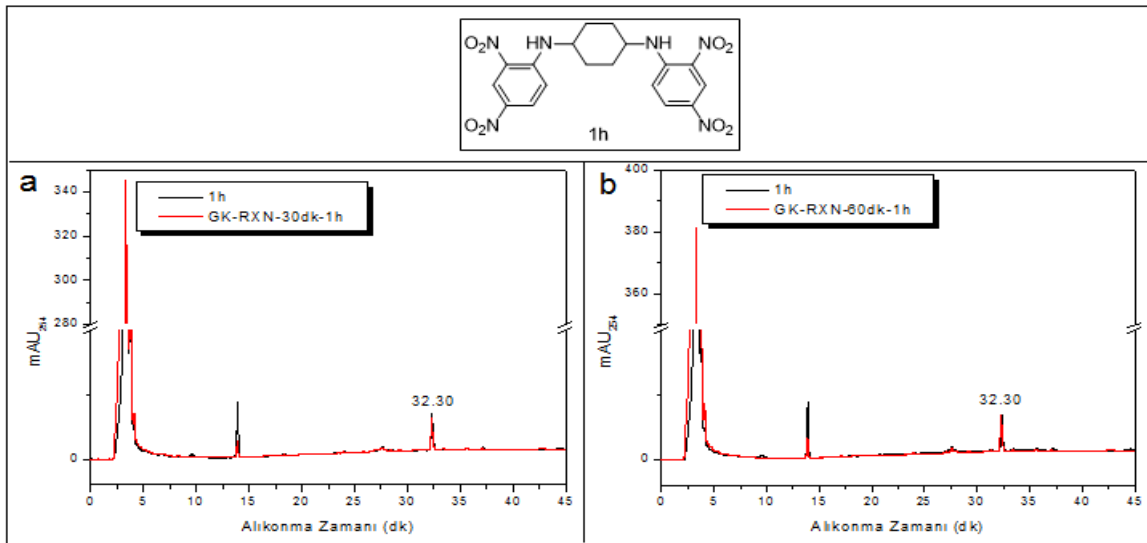 NO₂ HN NH NO₂
O₂N NO₂
1h
a
1h
GK-RXN-30dk-1h
340
320
300
280
0
mAU₂₅₄
32.30
0 5 10 15 20 25 30 35 40 45
Alıkonma Zamanı (dk)
b
1h
GK-RXN-60dk-1h
400
380
360
0
mAU₂₅₄
32.30
0 5 10 15 20 25 30 35 40 45
Alıkonma Zamanı (dk)